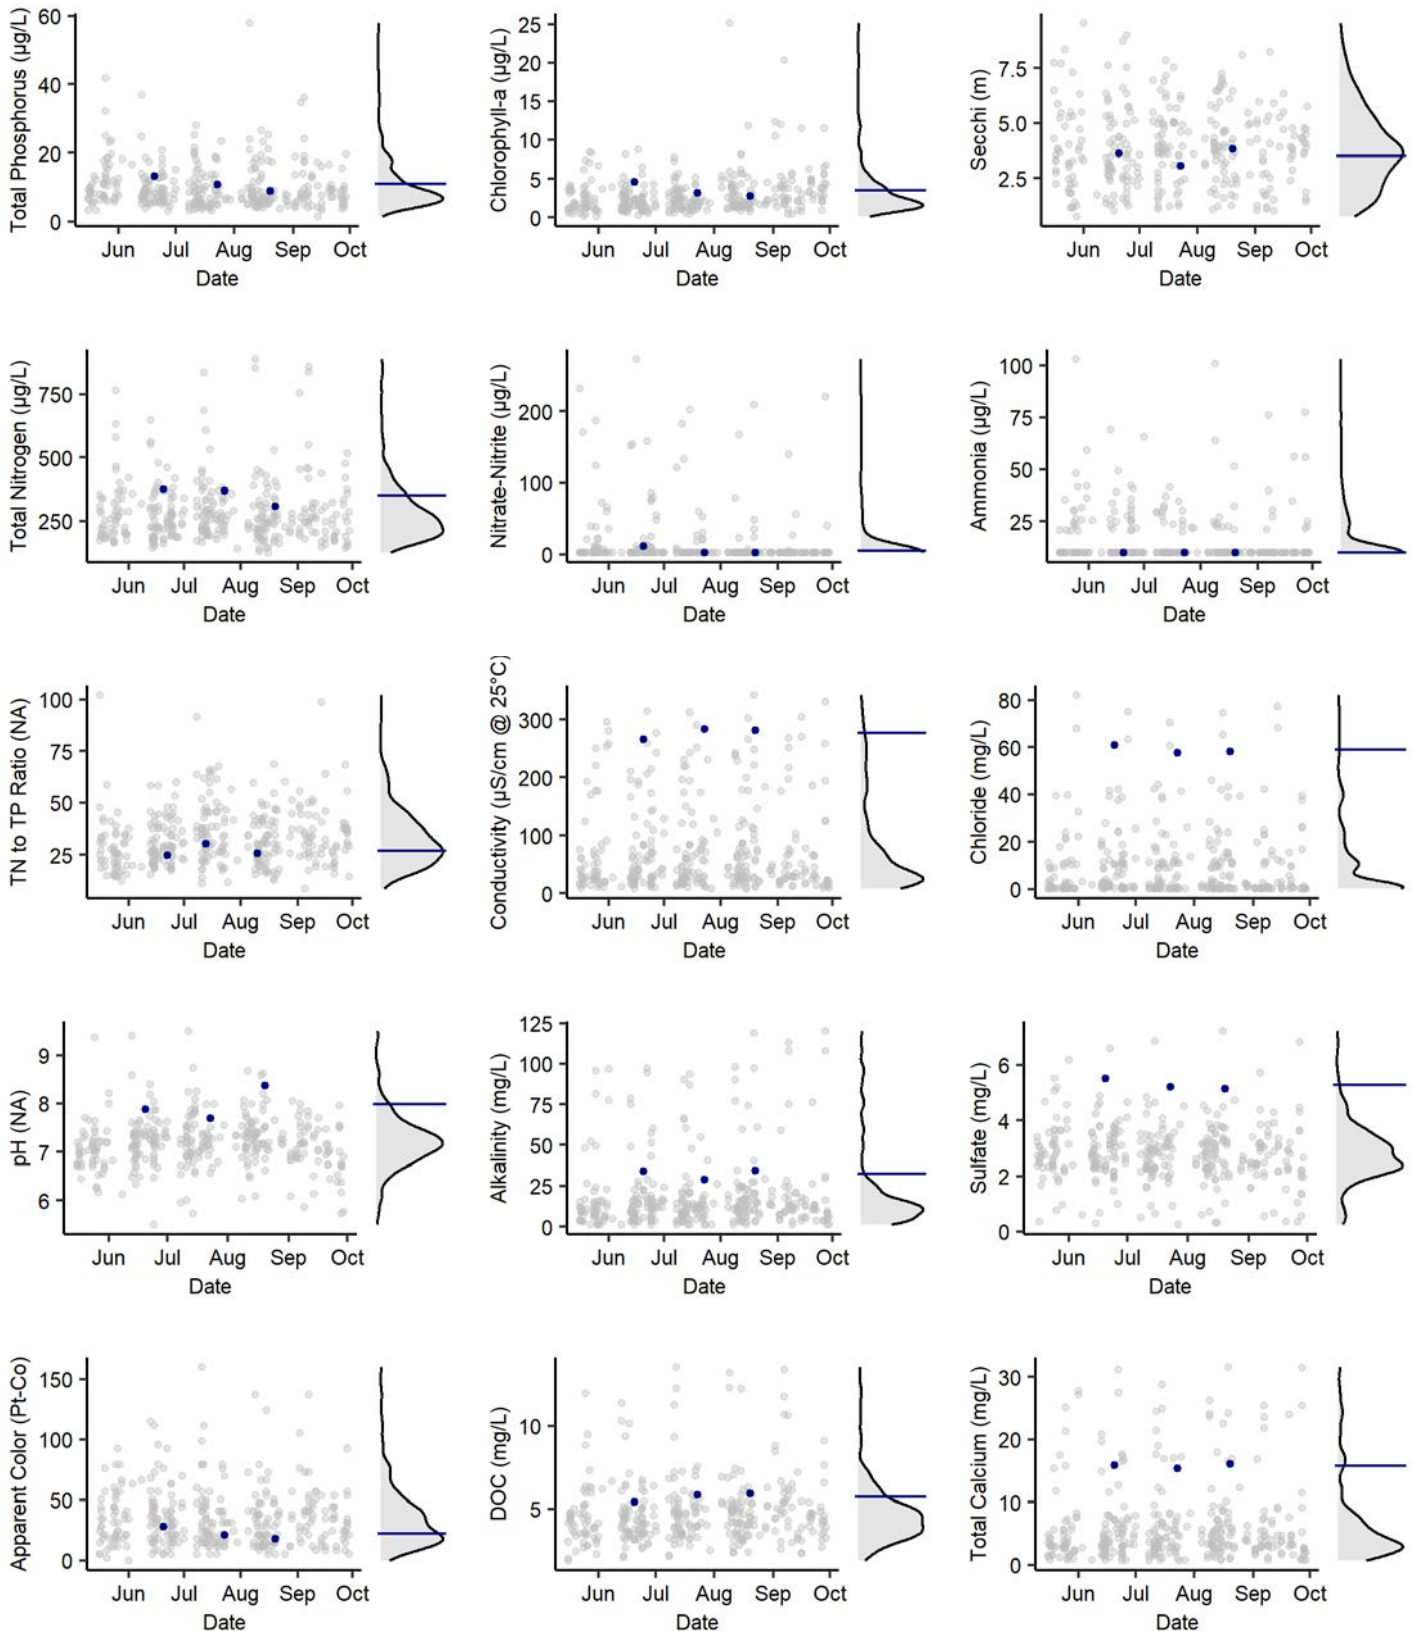 Total Phosphorus (µg/L)
60
40
20
0
Jun Jul Aug Sep Oct
Date
Chlorophyll-a (µg/L)
25
20
15
10
5
0
Jun Jul Aug Sep Oct
Date
Secchi (m)
7.5
5.0
2.5
Jun Jul Aug Sep Oct
Date
Total Nitrogen (µg/L)
750
500
250
Jun Jul Aug Sep Oct
Date
Nitrate-Nitrite (µg/L)
200
100
0
Jun Jul Aug Sep Oct
Date
Ammonia (µg/L)
100
75
50
25
Jun Jul Aug Sep Oct
Date
TN to TP Ratio (NA)
100
75
50
25
Jun Jul Aug Sep Oct
Date
Conductivity (µS/cm @ 25°C)
300
200
100
0
Jun Jul Aug Sep Oct
Date
Chloride (mg/L)
80
60
40
20
0
Jun Jul Aug Sep Oct
Date
pH (NA)
9
8
7
6
Jun Jul Aug Sep Oct
Date
Alkalinity (mg/L)
125
100
75
50
25
0
Jun Jul Aug Sep Oct
Date
Sulfate (mg/L)
6
4
2
0
Jun Jul Aug Sep Oct
Date
Apparent Color (Pt-Co)
150
100
50
0
Jun Jul Aug Sep Oct
Date
DOC (mg/L)
10
5
Jun Jul Aug Sep Oct
Date
Total Calcium (mg/L)
30
20
10
0
Jun Jul Aug Sep Oct
Date